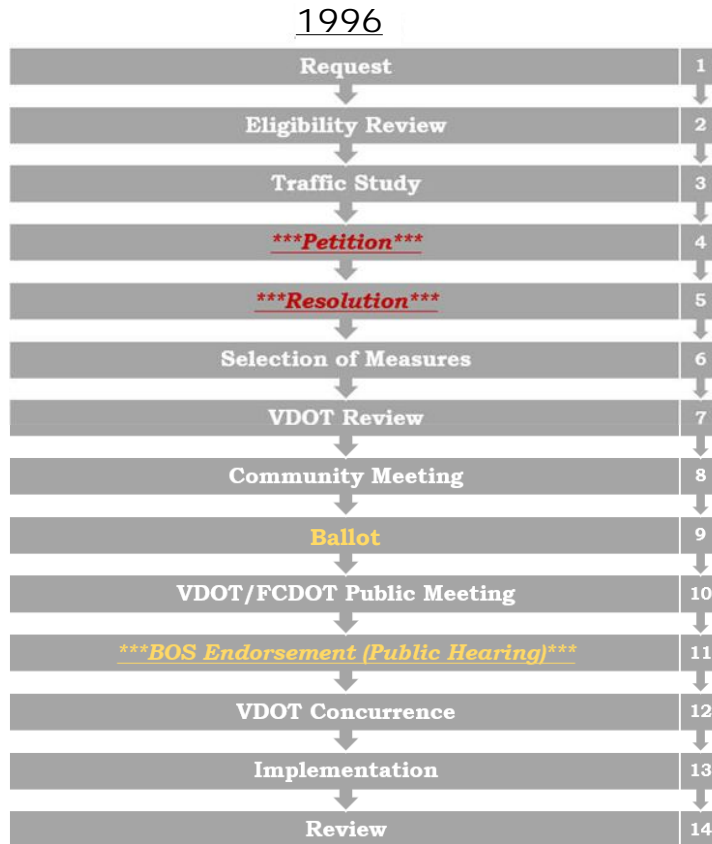 1996
Request 1
Eligibility Review 2
Traffic Study 3
***Petition*** 4
***Resolution*** 5
Selection of Measures 6
VDOT Review 7
Community Meeting 8
Ballot 9
VDOT/FCDOT Public Meeting 10
***BOS Endorsement (Public Hearing)*** 11
VDOT Concurrence 12
Implementation 13
Review 14